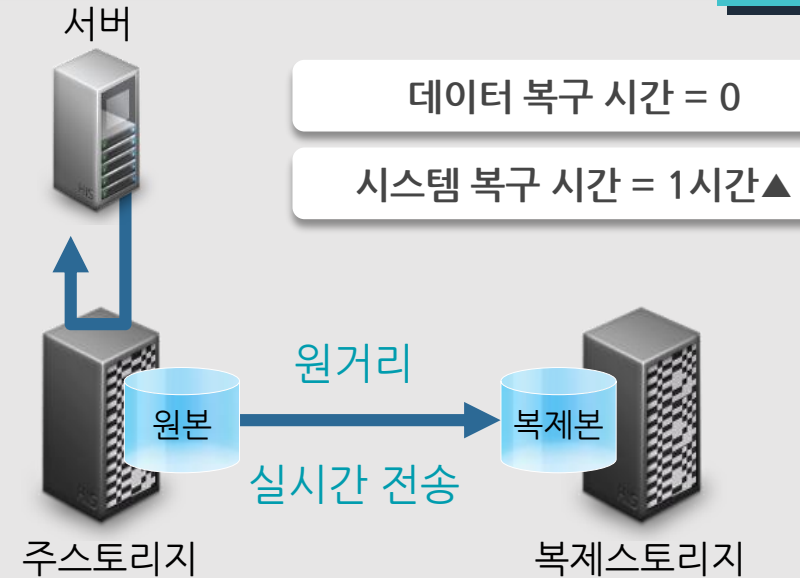 서버
데이터 복구 시간 = 0
시스템 복구 시간 = 1시간▲
원거리
원본
복제본
실시간 전송
주스토리지
복제스토리지